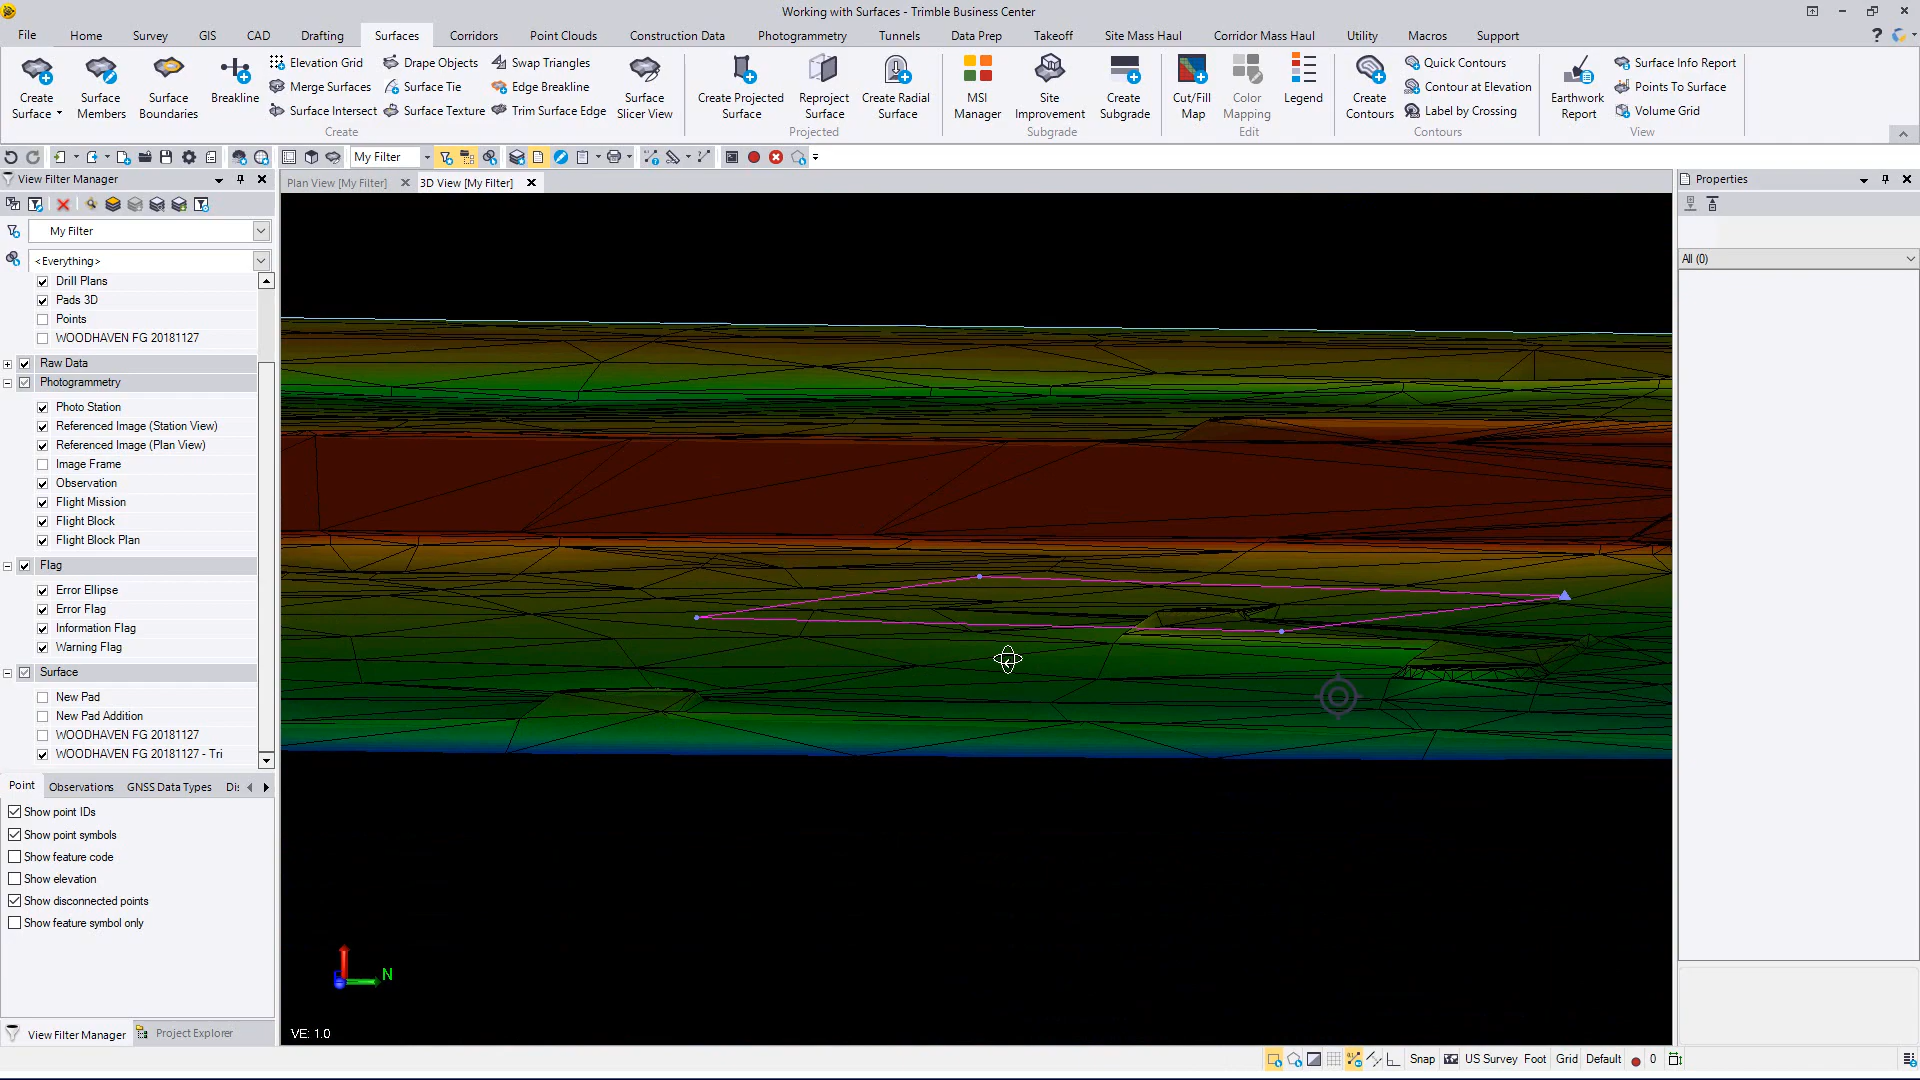 Working with Surfaces - Trimble Business Center
File Home Survey GIS CAD Drafting Surfaces Corridors Point Clouds Construction Data Photogrammetry Tunnels Data Prep Takeoff Site Mass Haul Corridor Mass Haul Utility Macros Support
Create Surface
Surface Members
Surface Boundaries
Breakline
Elevation Grid
Merge Surfaces
Surface Intersect
Drape Objects
Surface Tie
Surface Texture
Swap Triangles
Edge Breakline
Trim Surface Edge
Surface Slicer View
Create
Create Projected Surface
Reproject Surface
Create Radial Surface
Projected
MSI Manager
Site Improvement
Create Subgrade
Subgrade
Cut/Fill Map
Color Mapping
Legend
Edit
Create Contours
Quick Contours
Contour at Elevation
Label by Crossing
Contours
Earthwork Report
Surface Info Report
Points To Surface
Volume Grid
View
My Filter
View Filter Manager
Plan View [My Filter]
3D View [My Filter]
Properties
My Filter
<Everything>
All (0)
Drill Plans
Pads 3D
Points
WOODHAVEN FG 20181127
Raw Data
Photogrammetry
Photo Station
Referenced Image (Station View)
Referenced Image (Plan View)
Image Frame
Observation
Flight Mission
Flight Block
Flight Block Plan
Flag
Error Ellipse
Error Flag
Information Flag
Warning Flag
Surface
New Pad
New Pad Addition
WOODHAVEN FG 20181127
WOODHAVEN FG 20181127 - Tri
Point Observations GNSS Data Types Di
Show point IDs
Show point symbols
Show feature code
Show elevation
Show disconnected points
Show feature symbol only
N
VE: 1.0
View Filter Manager Project Explorer
Snap US Survey Foot Grid Default 0